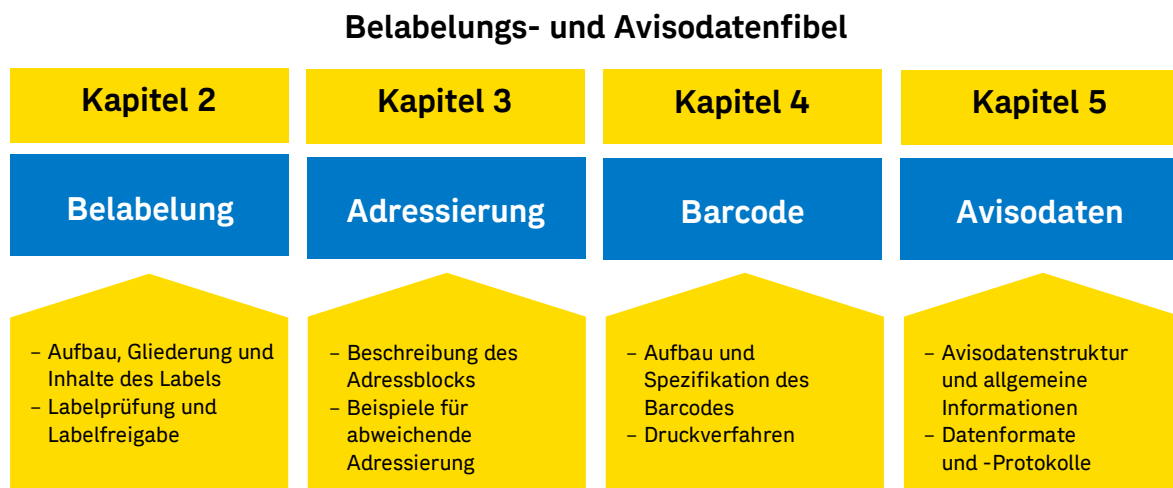 Belabelungs- und Avisodatenfibel
Kapitel 2
Kapitel 3
Kapitel 4
Kapitel 5
Belabelung
Adressierung
Barcode
Avisodaten
– Aufbau, Gliederung und
Inhalte des Labels
– Labelprüfung und
Labelfreigabe
– Beschreibung des
Adressblocks
– Beispiele für
abweichende
Adressierung
– Aufbau und
Spezifikation des
Barcodes
– Druckverfahren
– Avisodatenstruktur
und allgemeine
Informationen
– Datenformate
und -Protokolle